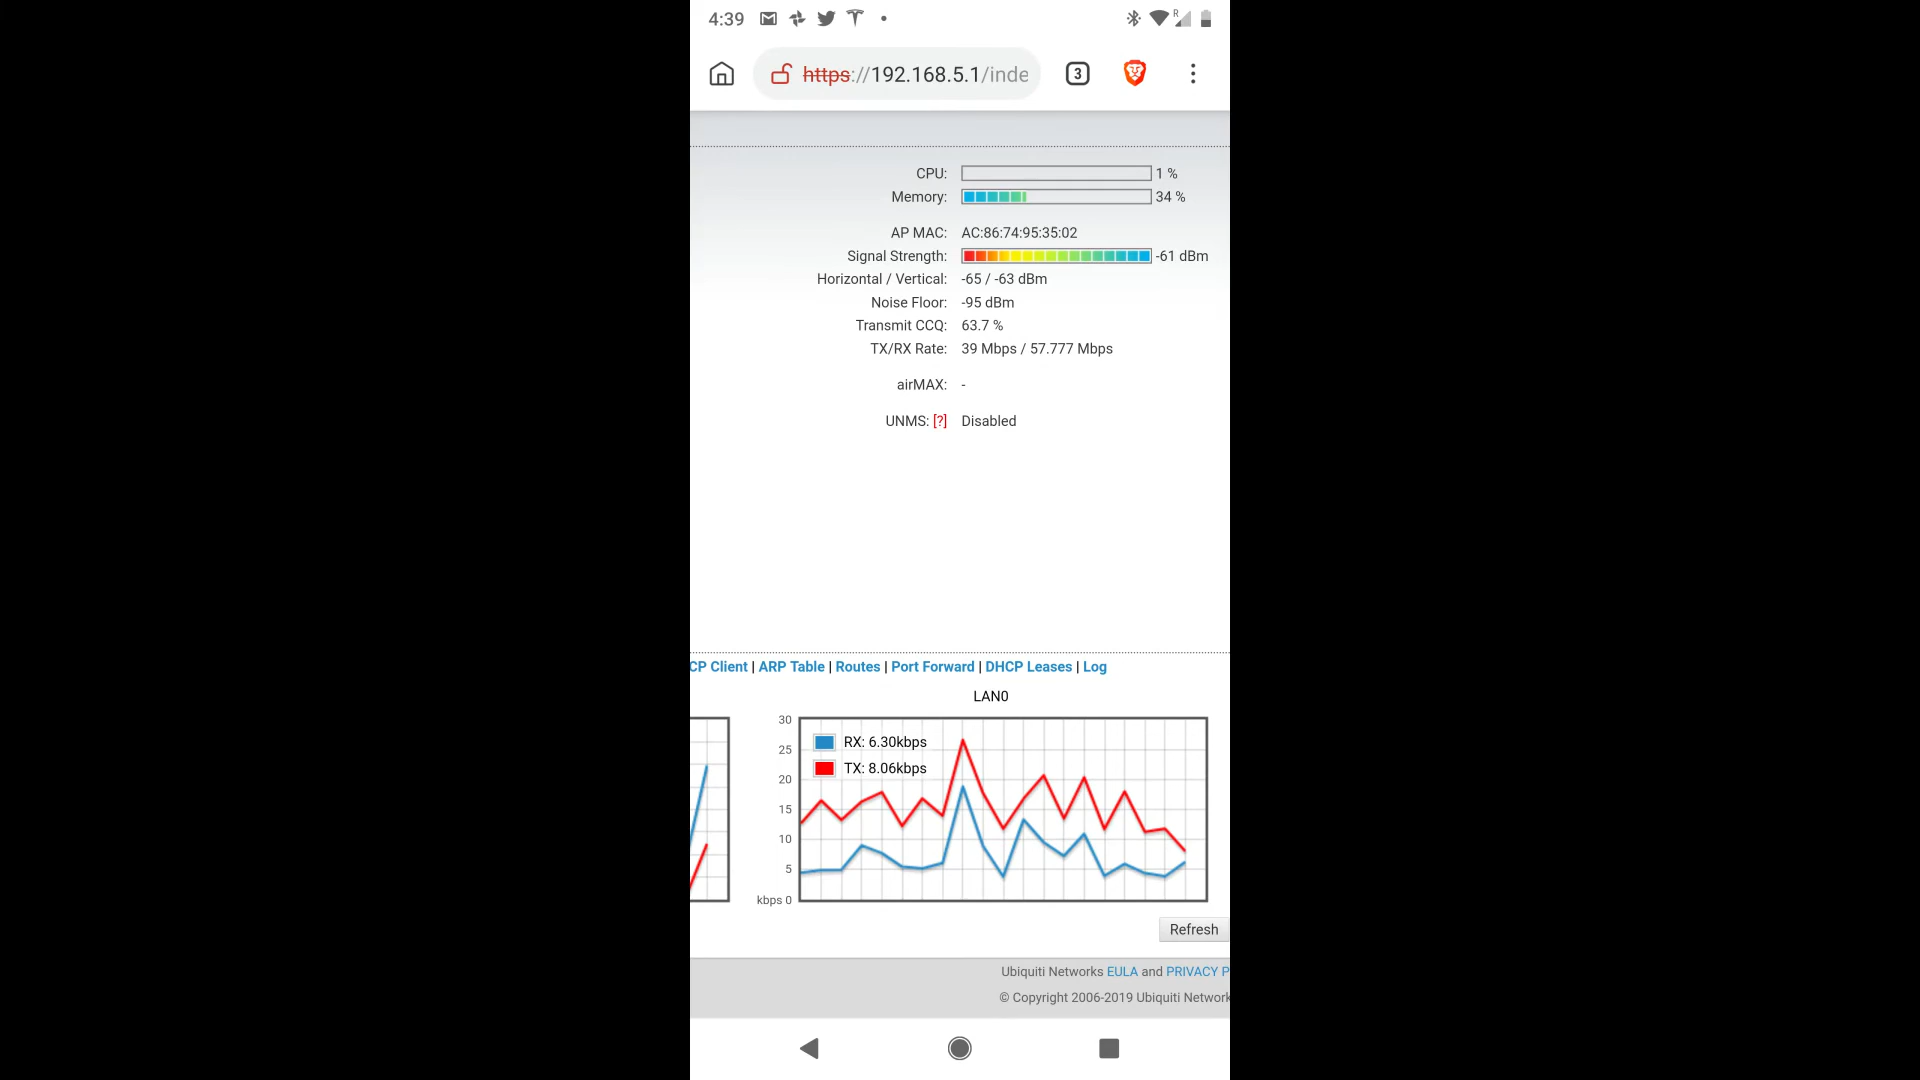 4:39
R
https://192.168.5.1/inde
3
CPU: 1 %
Memory: 34 %
AP MAC: AC:86:74:95:35:02
Signal Strength: -61 dBm
Horizontal / Vertical: -65 / -63 dBm
Noise Floor: -95 dBm
Transmit CCQ: 63.7 %
TX/RX Rate: 39 Mbps / 57.777 Mbps
airMAX: -
UNMS: [?] Disabled
CP Client | ARP Table | Routes | Port Forward | DHCP Leases | Log
LAN0
30
RX: 6.30kbps
25
TX: 8.06kbps
20
15
10
5
kbps 0
Refresh
Ubiquiti Networks EULA and PRIVACY P
© Copyright 2006-2019 Ubiquiti Network